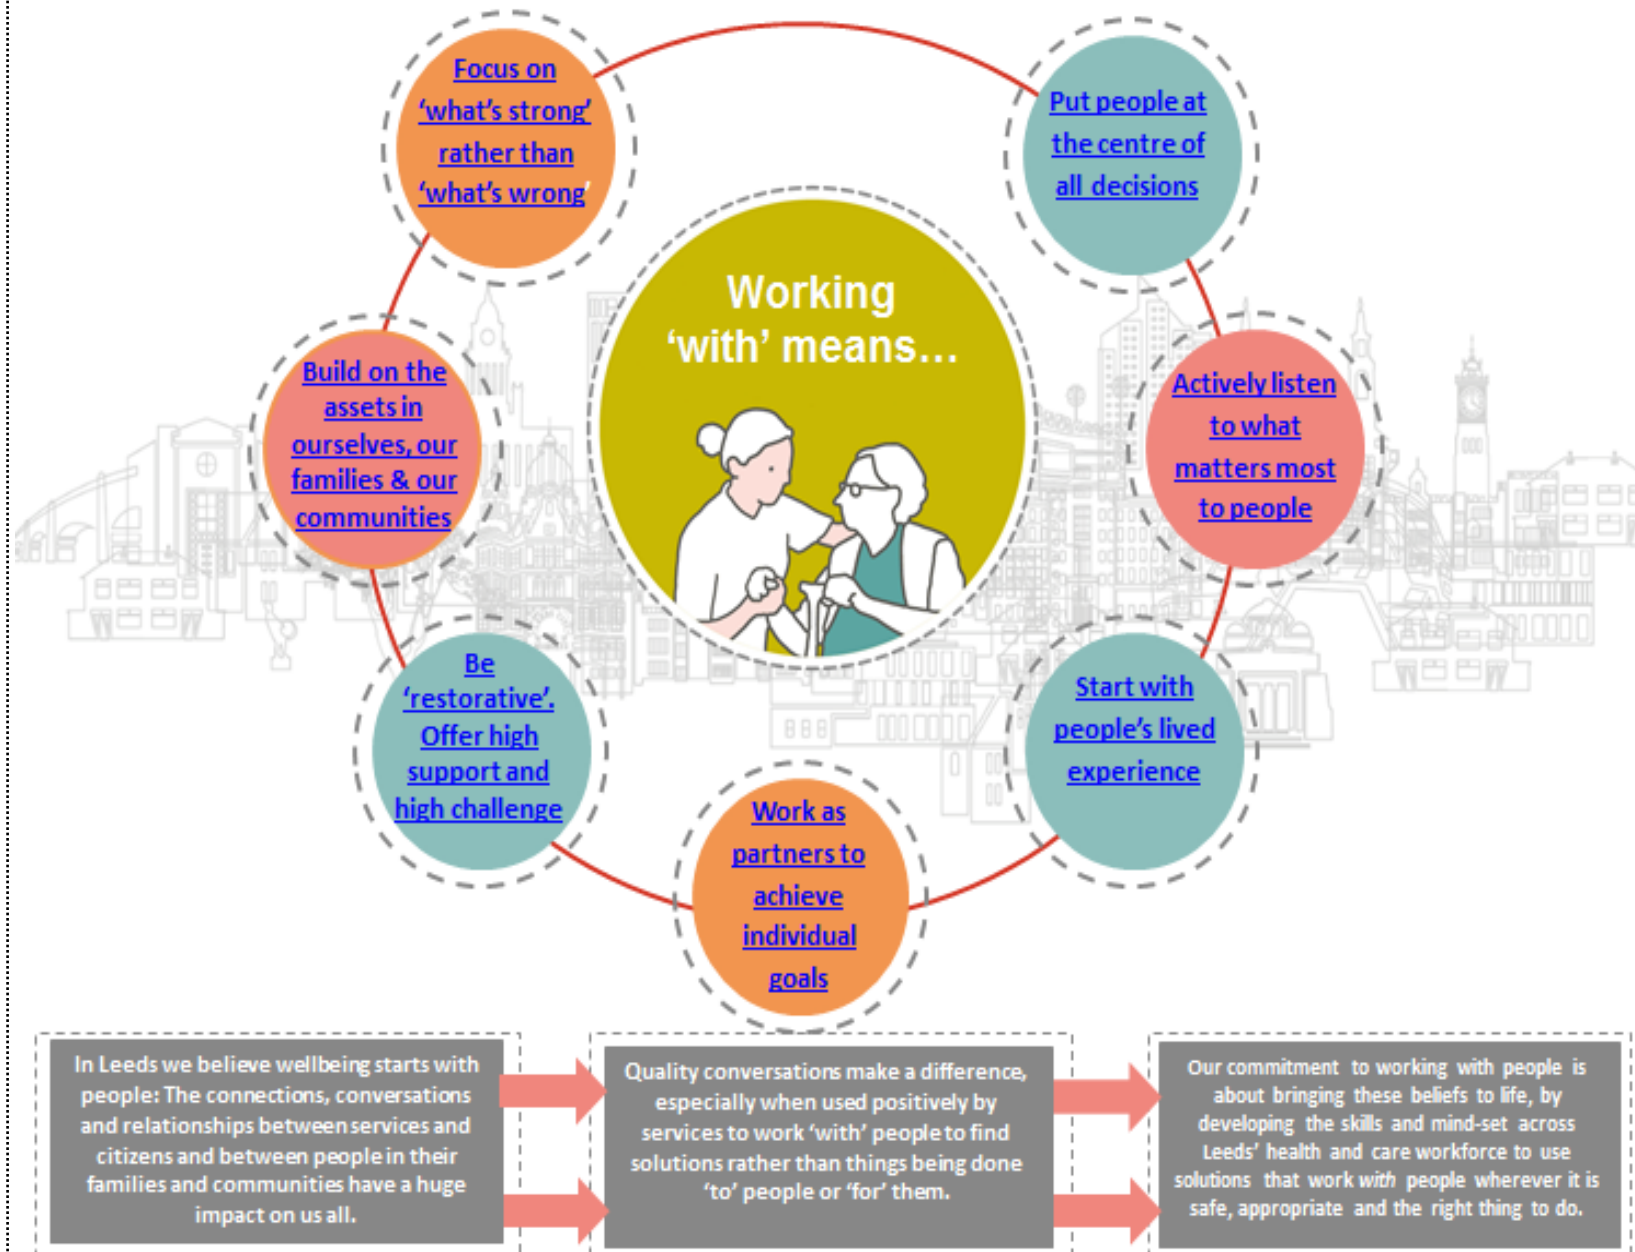 Working
‘with’ means…
Put people at
the centre of
all decisions
Actively listen
to what
matters most
to people
Start with
people’s lived
experience
Work as
partners to
achieve
individual
goals
Be
‘restorative’.
Offer high
support and
high challenge
Build on the
assets in
ourselves, our
families & our
communities
Focus on
‘what’s strong’
rather than
‘what’s wrong’
In Leeds we believe wellbeing starts with
people: The connections, conversations
and relationships between services and
citizens and between people in their
families and communities have a huge
impact on us all.
Quality conversations make a difference,
especially when used positively by
services to work ‘with’ people to find
solutions rather than things being done
‘to’ people or ‘for’ them.
Our commitment to working with people is
about bringing these beliefs to life, by
developing the skills and mind-set across
Leeds’ health and care workforce to use
solutions that work with people wherever it is
safe, appropriate and the right thing to do.